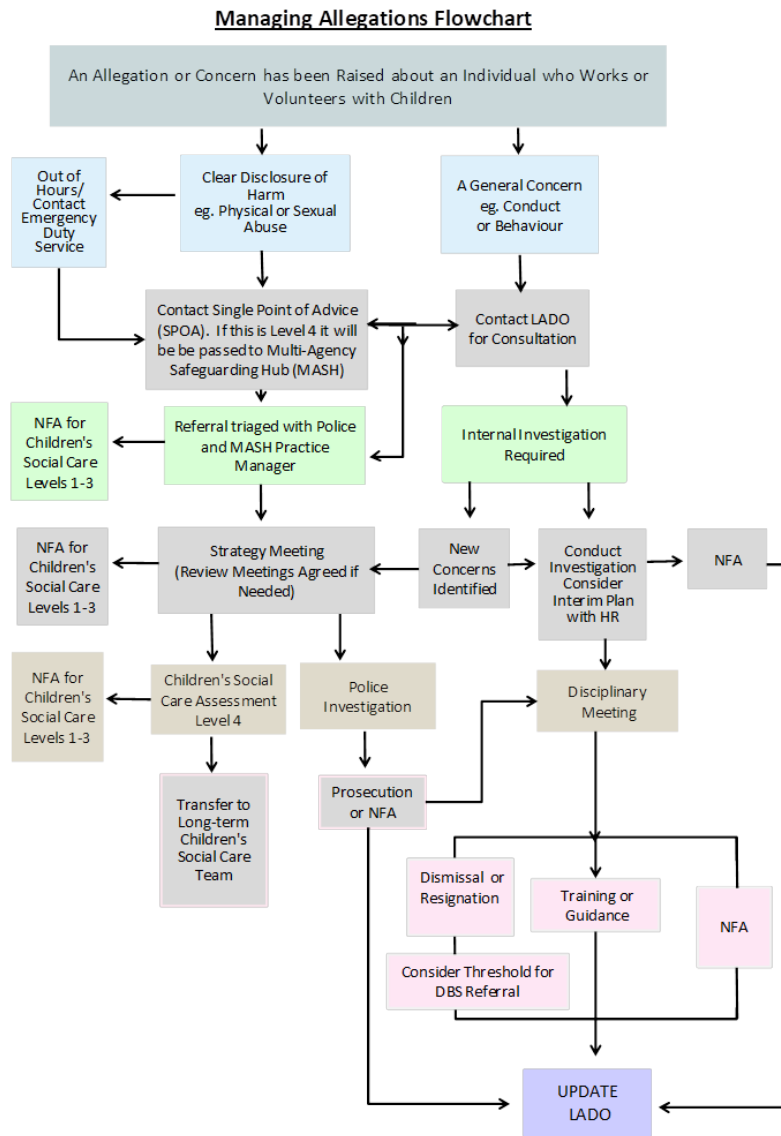 Managing Allegations Flowchart
An Allegation or Concern has been Raised about an Individual who Works or
Volunteers with Children
Out of
Hours/
Contact
Emergency
Duty
Service
Clear Disclosure of
Harm
eg. Physical or Sexual
Abuse
A General Concern
eg. Conduct
or Behaviour
Contact Single Point of Advice
(SPOA). If this is Level 4 it will
be be passed to Multi-Agency
Safeguarding Hub (MASH)
Contact LADO
for Consultation
NFA for
Children's
Social Care
Levels 1-3
Referral triaged with Police
and MASH Practice
Manager
Internal Investigation
Required
NFA for
Children's
Social Care
Levels 1-3
Strategy Meeting
(Review Meetings Agreed if
Needed)
New
Concerns
Identified
Conduct
Investigation
Consider
Interim Plan
with HR
NFA
NFA for
Children's
Social Care
Levels 1-3
Children's Social
Care Assessment
Level 4
Police
Investigation
Disciplinary
Meeting
Transfer to
Long-term
Children's
Social Care
Team
Prosecution
or NFA
Dismissal or
Resignation
Training or
Guidance
NFA
Consider Threshold for
DBS Referral
UPDATE
LADO